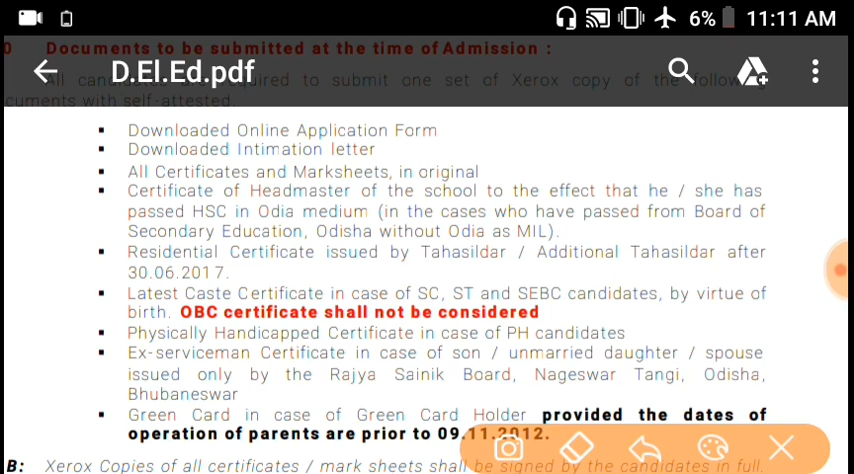 6% 11:11 AM
0 Documents to be submitted at the time of Admission :
D.El.Ed.pdf
All candidates are required to submit one set of Xerox copy of the
cuments with self-attested.
▪ Downloaded Online Application Form
▪ Downloaded Intimation letter
▪ All Certificates and Marksheets, in original
▪ Certificate of Headmaster of the school to the effect that he / she has
passed HSC in Odia medium (in the cases who have passed from Board of
Secondary Education, Odisha without Odia as MIL).
▪ Residential Certificate issued by Tahasildar / Additional Tahasildar after
30.06.2017.
▪ Latest Caste Certificate in case of SC, ST and SEBC candidates, by virtue of
birth. OBC certificate shall not be considered
▪ Physically Handicapped Certificate in case of PH candidates
▪ Ex-serviceman Certificate in case of son / unmarried daughter / spouse
issued only by the Rajya Sainik Board, Nageswar Tangi, Odisha,
Bhubaneswar
▪ Green Card in case of Green Card Holder provided the dates of
operation of parents are prior to 09.11.2012.
B: Xerox Copies of all certificates / mark sheets shall be signed by the candidates in full.